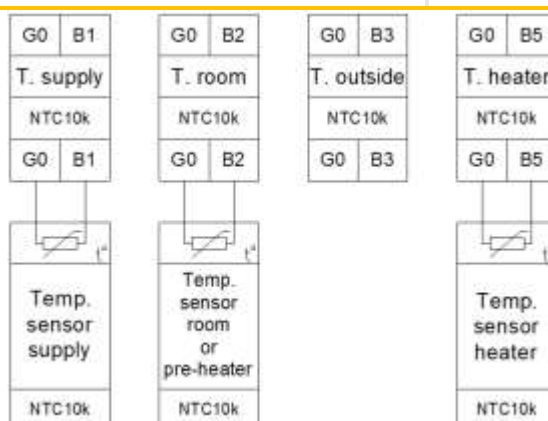 G0 B1 G0 B2 G0 B3 G0 B5
T. supply T. room T. outside T. heater
NTC10k NTC10k NTC10k NTC10k
G0 B1 G0 B2 G0 B3 G0 B5
t° t° t
Temp.
sensor
supply
Temp.
sensor
room
or
pre-heater
Temp.
sensor
heater
NTC10k NTC10k NTC10k